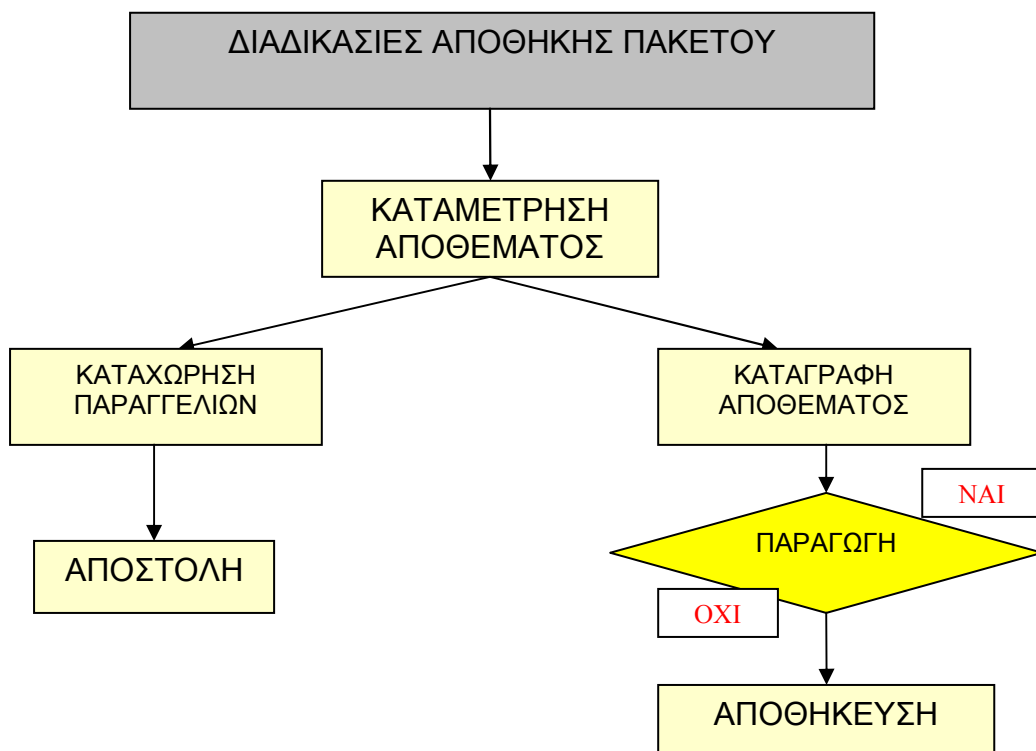 ΔΙΑΔΙΚΑΣΙΕΣ ΑΠΟΘΗΚΗΣ ΠΑΚΕΤΟΥ
ΚΑΤΑΜΕΤΡΗΣΗ
ΑΠΟΘΕΜΑΤΟΣ
ΚΑΤΑΧΩΡΗΣΗ
ΠΑΡΑΓΓΕΛΙΩΝ
ΚΑΤΑΓΡΑΦΗ
ΑΠΟΘΕΜΑΤΟΣ
ΝΑΙ
ΠΑΡΑΓΩΓΗ
ΑΠΟΣΤΟΛΗ
ΟΧΙ
ΑΠΟΘΗΚΕΥΣΗ